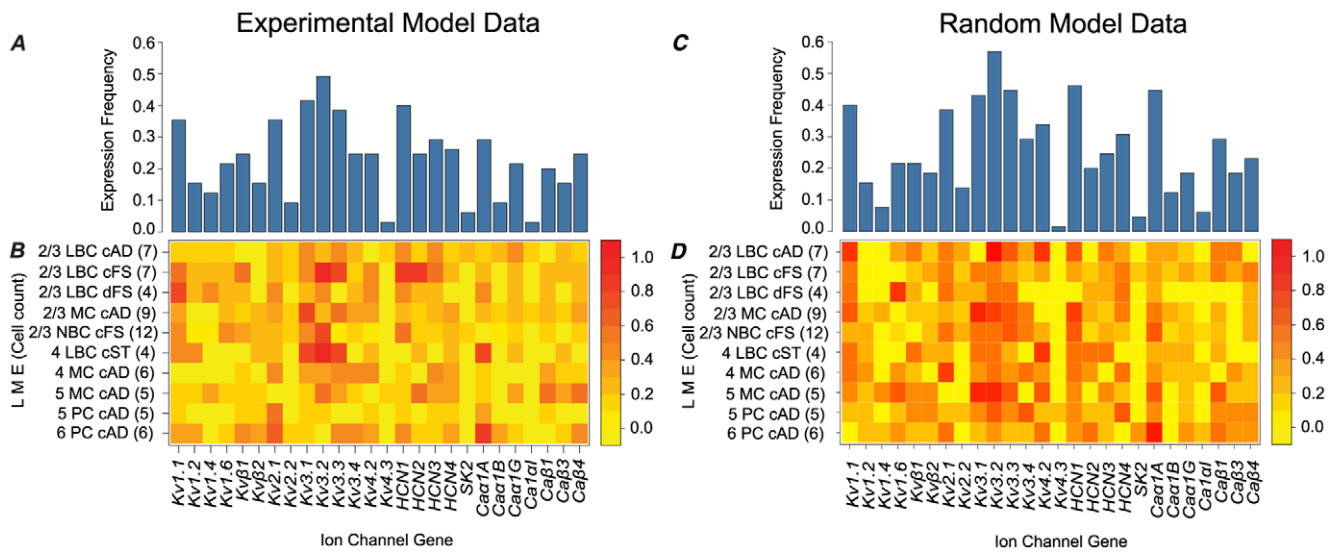 Experimental Model Data
A
Expression Frequency
0.6
0.5
0.4
0.3
0.2
0.1
0.0
B
L M E (Cell count)
2/3 LBC cAD (7)
2/3 LBC cFS (7)
2/3 LBC dFS (4)
2/3 MC cAD (9)
2/3 NBC cFS (12)
4 LBC cST (4)
4 MC cAD (6)
5 MC cAD (5)
5 PC cAD (5)
6 PC cAD (6)
1.0
0.8
0.6
0.4
0.2
0.0
Kv1.1
Kv1.2
Kv1.4
Kv1.6
Kvβ1
Kvβ2
Kv2.1
Kv2.2
Kv3.1
Kv3.2
Kv3.3
Kv3.4
Kv4.2
Kv4.3
HCN1
HCN2
HCN3
HCN4
SK2
Caα1A
Caα1B
Caα1G
Ca1αI
Caβ1
Caβ3
Caβ4
Ion Channel Gene
Random Model Data
C
Expression Frequency
0.6
0.5
0.4
0.3
0.2
0.1
0.0
D
L M E (Cell count)
2/3 LBC cAD (7)
2/3 LBC cFS (7)
2/3 LBC dFS (4)
2/3 MC cAD (9)
2/3 NBC cFS (12)
4 LBC cST (4)
4 MC cAD (6)
5 MC cAD (5)
5 PC cAD (5)
6 PC cAD (6)
1.0
0.8
0.6
0.4
0.2
0.0
Kv1.1
Kv1.2
Kv1.4
Kv1.6
Kvβ1
Kvβ2
Kv2.1
Kv2.2
Kv3.1
Kv3.2
Kv3.3
Kv3.4
Kv4.2
Kv4.3
HCN1
HCN2
HCN3
HCN4
SK2
Caα1A
Caα1B
Caα1G
Ca1αI
Caβ1
Caβ3
Caβ4
Ion Channel Gene